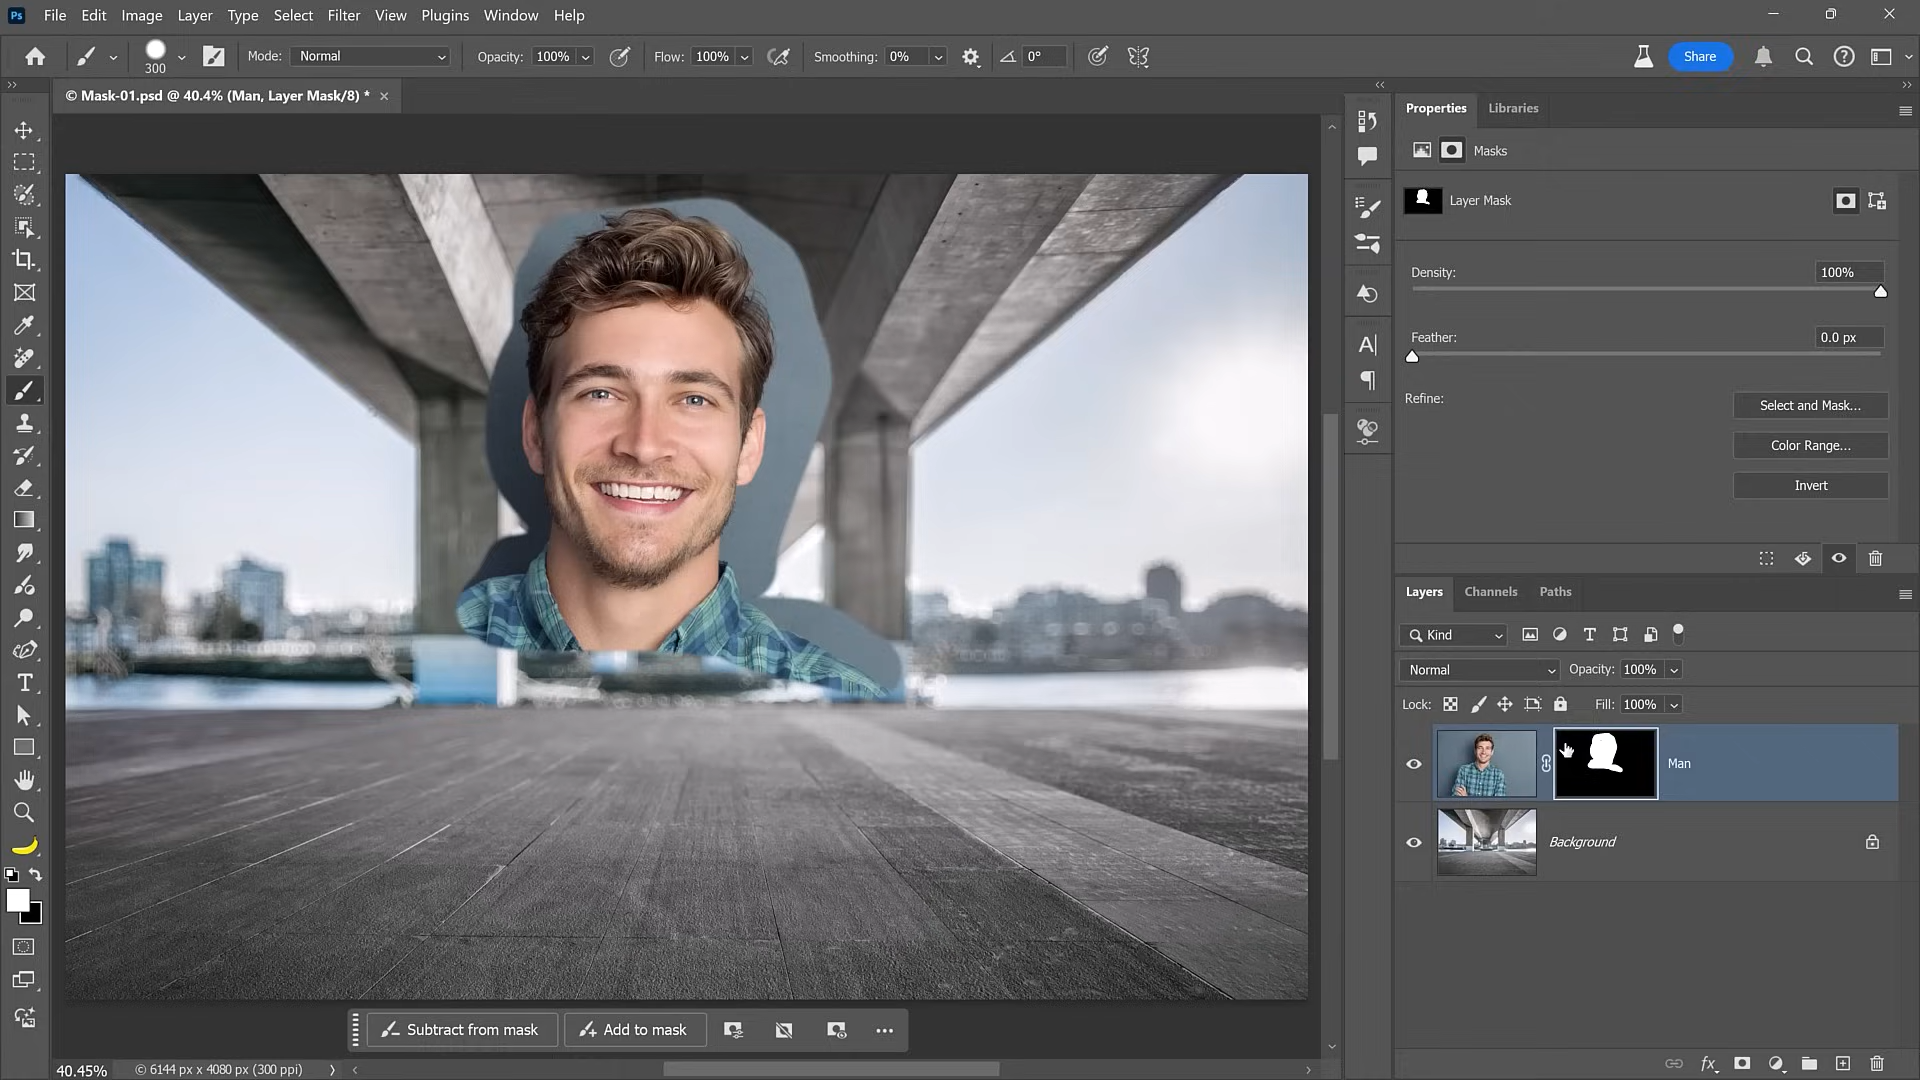 Ps File Edit Image Layer Type Select Filter View Plugins Window Help
300 Mode: Normal Opacity: 100% Flow: 100% Smoothing: 0% 0° Share
© Mask-01.psd @ 40.4% (Man, Layer Mask/8) *
Properties Libraries
Masks
Layer Mask
Density: 100%
Feather: 0.0 px
Refine: Select and Mask...
Color Range...
Invert
Layers Channels Paths
Kind
Normal Opacity: 100%
Lock: Fill: 100%
Man
Background
Subtract from mask Add to mask
40.45% © 6144 px x 4080 px (300 ppi)